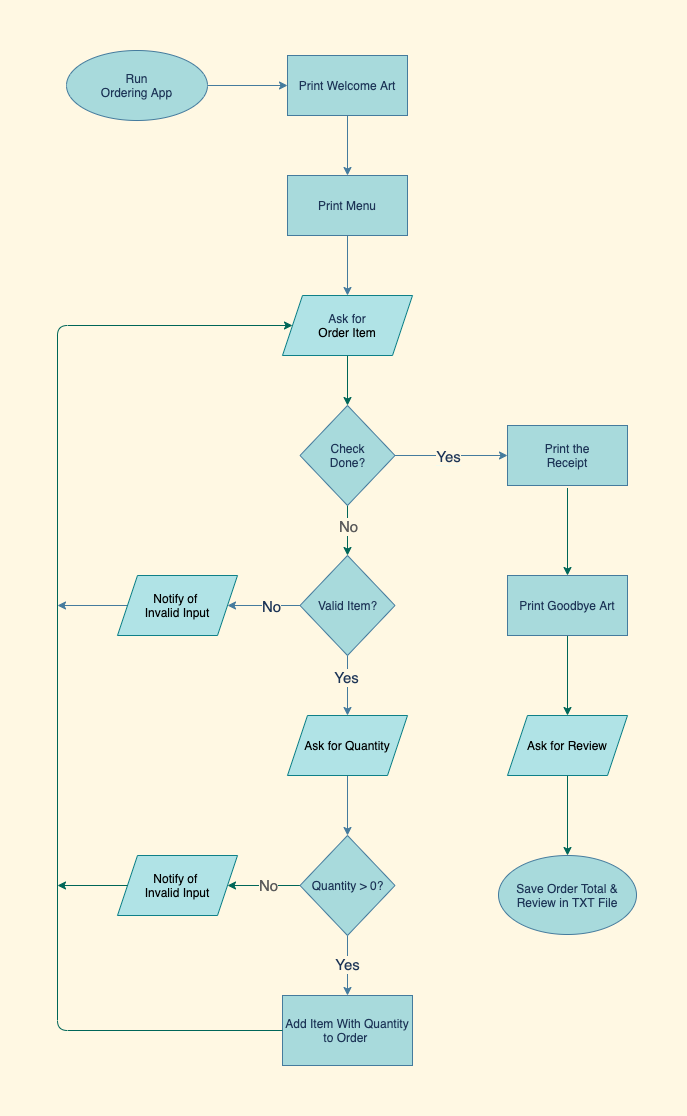 Run
Ordering App
Print Welcome Art
Print Menu
Ask for
Order Item
Check
Done?
Yes
Print the
Receipt
No
Notify of
Invalid Input
No
Valid Item?
Print Goodbye Art
Yes
Ask for Quantity
Ask for Review
Notify of
Invalid Input
No
Quantity > 0?
Save Order Total &
Review in TXT File
Yes
Add Item With Quantity
to Order